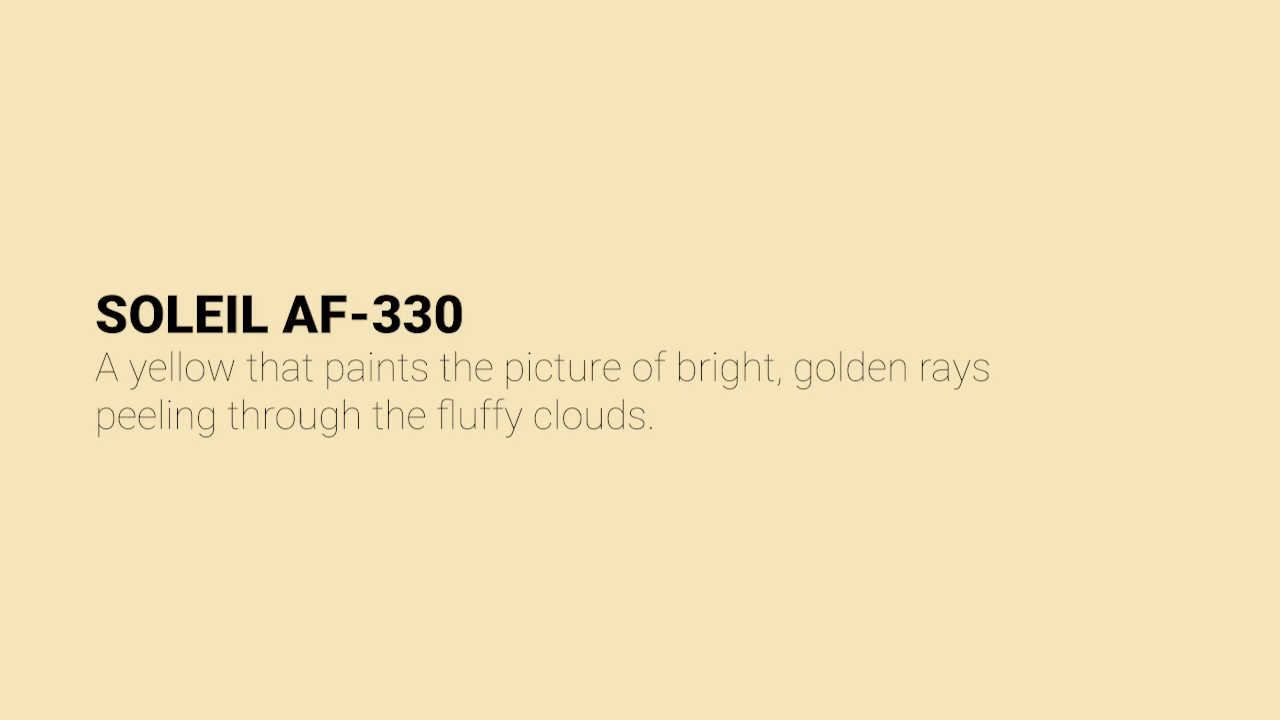 SOLEIL AF-330
A yellow that paints the picture of bright, golden rays
peeling through the fluffy clouds.